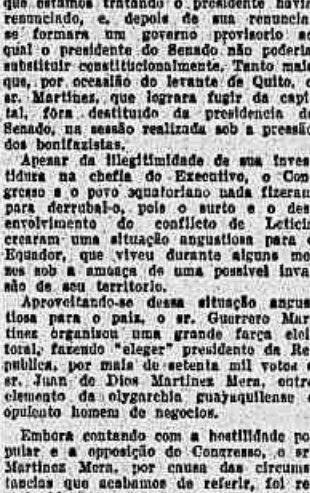 que estamos tratando o presidente havia
renunciado, e, depois de sua renuncia
se formara um governo provisorio ao
qual o presidente do Senado não poderia
substituir constitucionalmente. Tanto mais
que, por occasião do levante de Quito, o
sr. Martinez, que lograra fugir da capi-
tal, fôra destituido da presidencia do
Senado, na sessão realizada sob a pressão
dos bonifazistas.
Apezar da illegitimidade de sua inves-
tidura na chefia do Executivo, o Con-
gresso e o povo equatoriano nada fizeram
para derrubal-o, pois o surto e o des-
envolvimento do conflicto de Leticia
crearam uma situação angustiosa para o
Equador, que viveu durante alguns me-
ses sob a ameaça de uma possivel inva-
são de seu territorio.
Aproveitando-se dessa situação angus-
tiosa para o paiz, o sr. Guerrero Mar-
tinez organisou uma grande farça elei-
toral, fazendo "eleger" presidente da Re-
publica, por mais de setenta mil votos o
sr. Juan de Dios Martinez Mera, outro
elemento da olygarchia guayaquilense e
opulento homem de negocios.
Embora contando com a hostilidade po-
pular e a opposição do Congresso, o sr.
Martinez Mera, por causa das circums-
tancias que acabamos de referir, foi re-